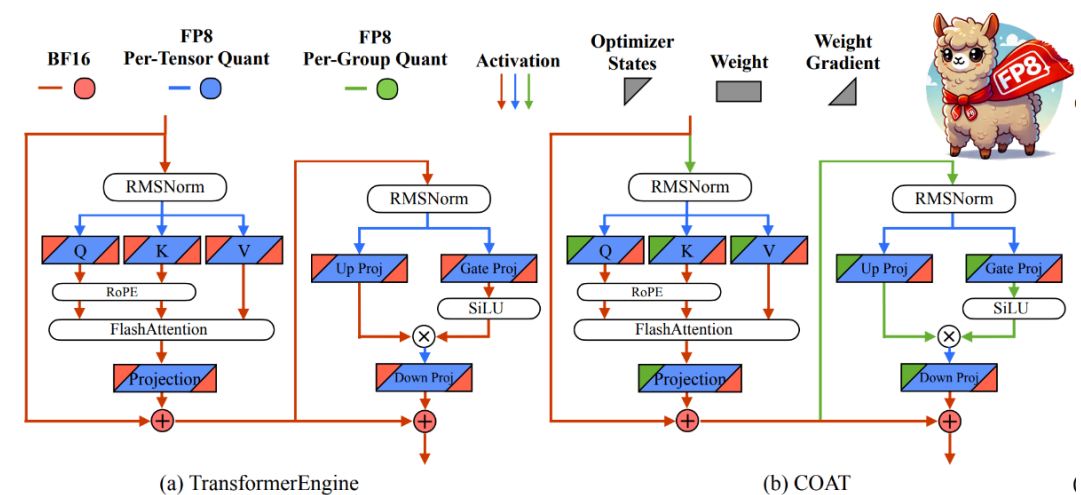 BF16
FP8
Per-Tensor Quant
FP8
Per-Group Quant
Activation
Optimizer
States
Weight
Weight
Gradient
FP8
RMSNorm
Q
K
V
RoPE
FlashAttention
Projection
RMSNorm
Up Proj
Gate Proj
SiLU
Down Proj
(a) TransformerEngine
RMSNorm
Q
K
V
RoPE
FlashAttention
Projection
RMSNorm
Up Proj
Gate Proj
SiLU
Down Proj
(b) COAT
(